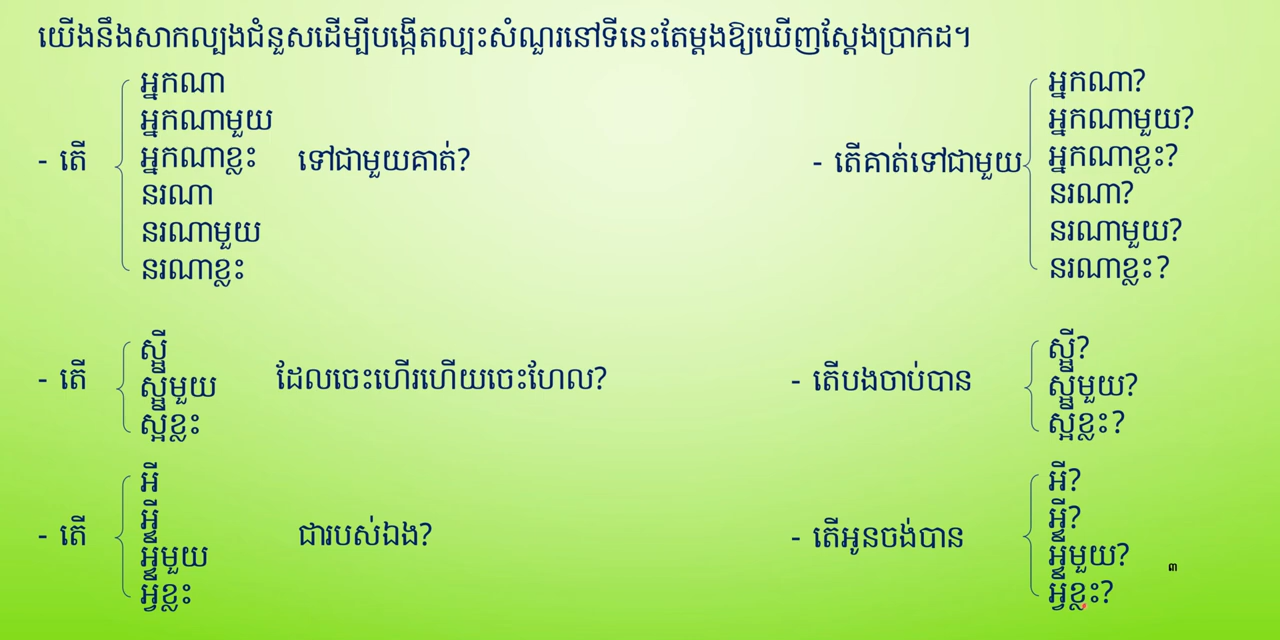 យើងនឹងសាកល្បងជំនួសដើម្បីបង្កើតល្បះសំណួរនៅទីនេះតែម្ដងឱ្យឃើញស្ដែងប្រាកដ។
- តើ
អ្នកណា
អ្នកណាមួយ
អ្នកណាខ្លះ
នរណា
នរណាមួយ
នរណាខ្លះ
ទៅជាមួយគាត់?
- តើគាត់ទៅជាមួយ
អ្នកណា?
អ្នកណាមួយ?
អ្នកណាខ្លះ?
នរណា?
នរណាមួយ?
នរណាខ្លះ?
- តើ
ស្អី
ស្អីមួយ
ស្អីខ្លះ
ដែលចេះហើរហើយចេះហែល?
- តើបងចាប់បាន
ស្អី?
ស្អីមួយ?
ស្អីខ្លះ?
- តើ
អី
អ្វី
អ្វីមួយ
អ្វីខ្លះ
ជារបស់ឯង?
- តើអូនចង់បាន
អី?
អ្វី?
អ្វីមួយ?
អ្វីខ្លះ?
៣